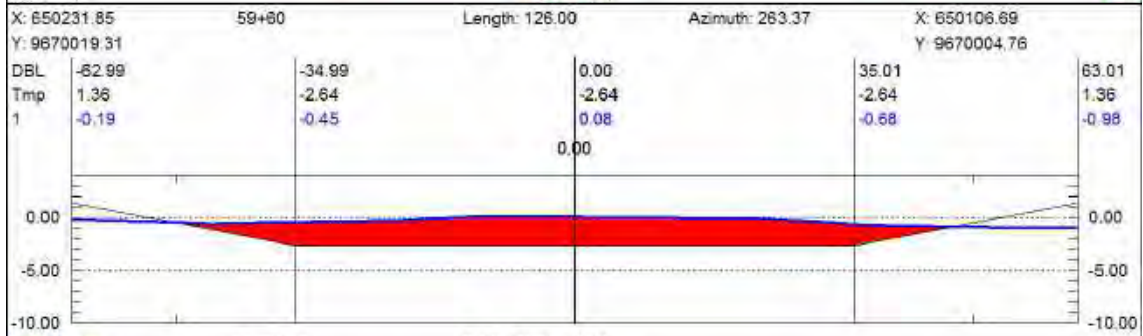 X: 650231.85 59+60 Length: 126.00 Azimuth: 263.37 X: 650106.69
Y: 9670019.31 Y: 9670004.76
DBL -62.99 -34.99 0.00 35.01 63.01
Tmp 1.36 -2.64 -2.64 -2.64 1.36
1 -0.19 -0.45 0.08 -0.68 -0.98
0.00
0.00 0.00
-5.00 -5.00
-10.00 -10.00